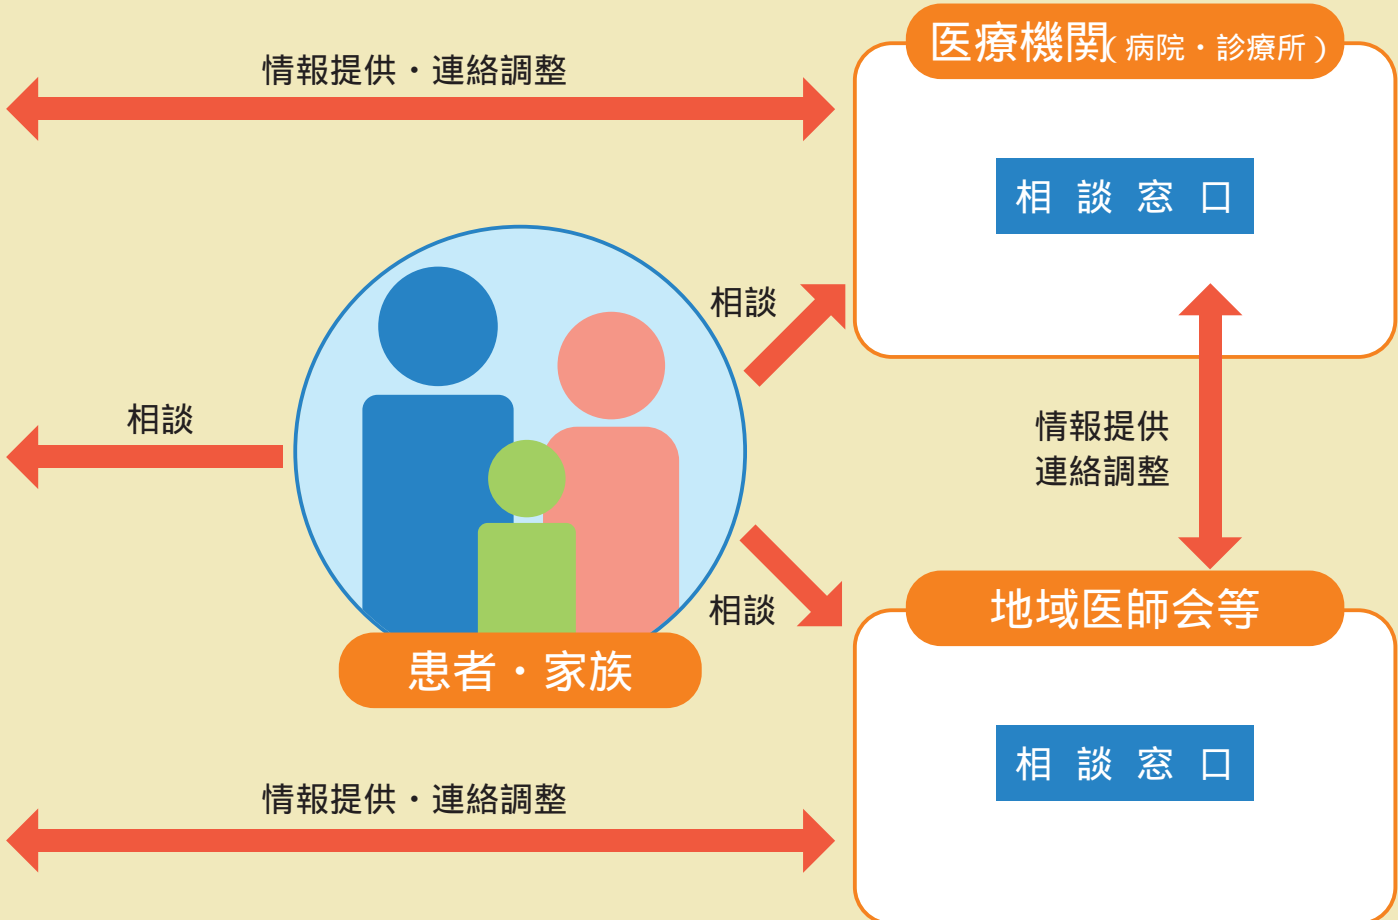 医療機関(病院・診療所)
情報提供・連絡調整
相談窓口
相談
相談
情報提供
連絡調整
相談
地域医師会等
患者・家族
相談窓口
情報提供・連絡調整